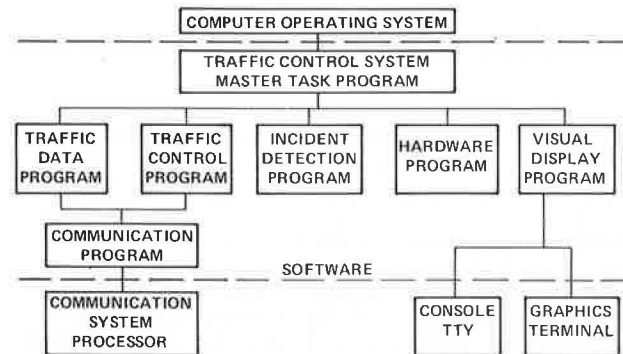 COMPUTER OPERATING SYSTEM
TRAFFIC CONTROL SYSTEM
MASTER TASK PROGRAM
TRAFFIC
DATA
PROGRAM
TRAFFIC
CONTROL
PROGRAM
INCIDENT
DETECTION
PROGRAM
HARDWARE
PROGRAM
VISUAL
DISPLAY
PROGRAM
COMMUNICATION
PROGRAM
SOFTWARE
COMMUNICATION
SYSTEM
PROCESSOR
CONSOLE
TTY
GRAPHICS
TERMINAL